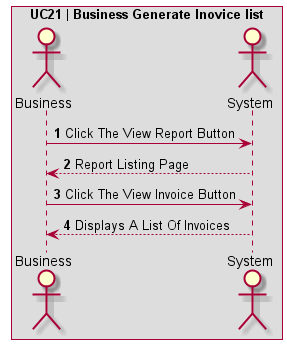 UC21 | Business Generate Inovice list
Business System
1 Click The View Report Button
2 Report Listing Page
3 Click The View Invoice Button
4 Displays A List Of Invoices
Business System